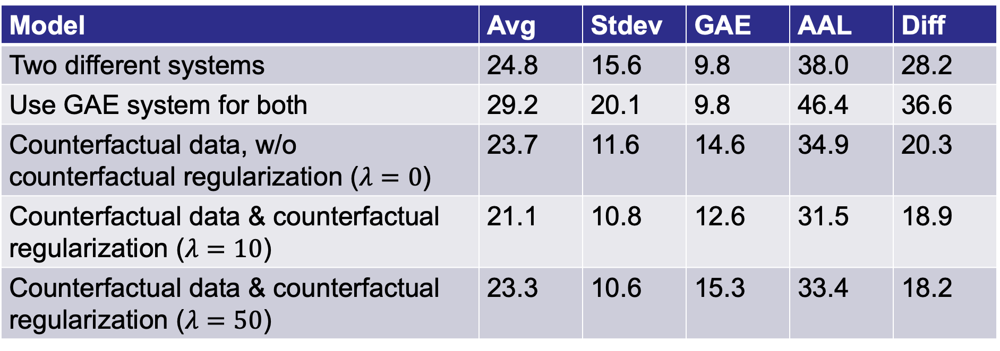 Model Avg Stdev GAE AAL Diff
Two different systems 24.8 15.6 9.8 38.0 28.2
Use GAE system for both 29.2 20.1 9.8 46.4 36.6
Counterfactual data, w/o 23.7 11.6 14.6 34.9 20.3
counterfactual regularization (λ = 0)
Counterfactual data & counterfactual 21.1 10.8 12.6 31.5 18.9
regularization (λ = 10)
Counterfactual data & counterfactual 23.3 10.6 15.3 33.4 18.2
regularization (λ = 50)